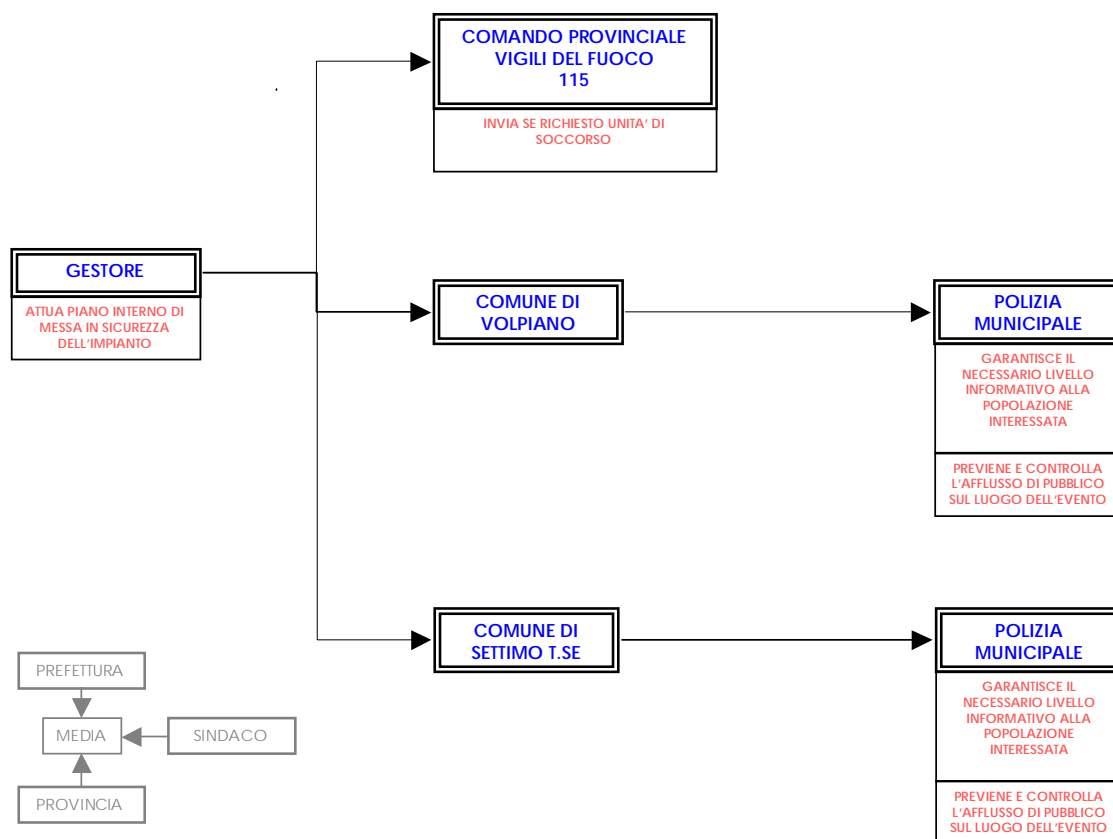 COMANDO PROVINCIALE
VIGILI DEL FUOCO
115
INVIA SE RICHIESTO UNITA' DI
SOCCORSO
GESTORE
ATTUA PIANO INTERNO DI
MESSA IN SICUREZZA
DELL'IMPIANTO
COMUNE DI
VOLPIANO
POLIZIA
MUNICIPALE
GARANTISCE IL
NECESSARIO LIVELLO
INFORMATIVO ALLA
POPOLAZIONE
INTERESSATA
PREVIENE E CONTROLLA
L'AFFLUSSO DI PUBBLICO
SUL LUOGO DELL'EVENTO
COMUNE DI
SETTIMO T.SE
POLIZIA
MUNICIPALE
GARANTISCE IL
NECESSARIO LIVELLO
INFORMATIVO ALLA
POPOLAZIONE
INTERESSATA
PREVIENE E CONTROLLA
L'AFFLUSSO DI PUBBLICO
SUL LUOGO DELL'EVENTO
PREFETTURA
MEDIA
SINDACO
PROVINCIA